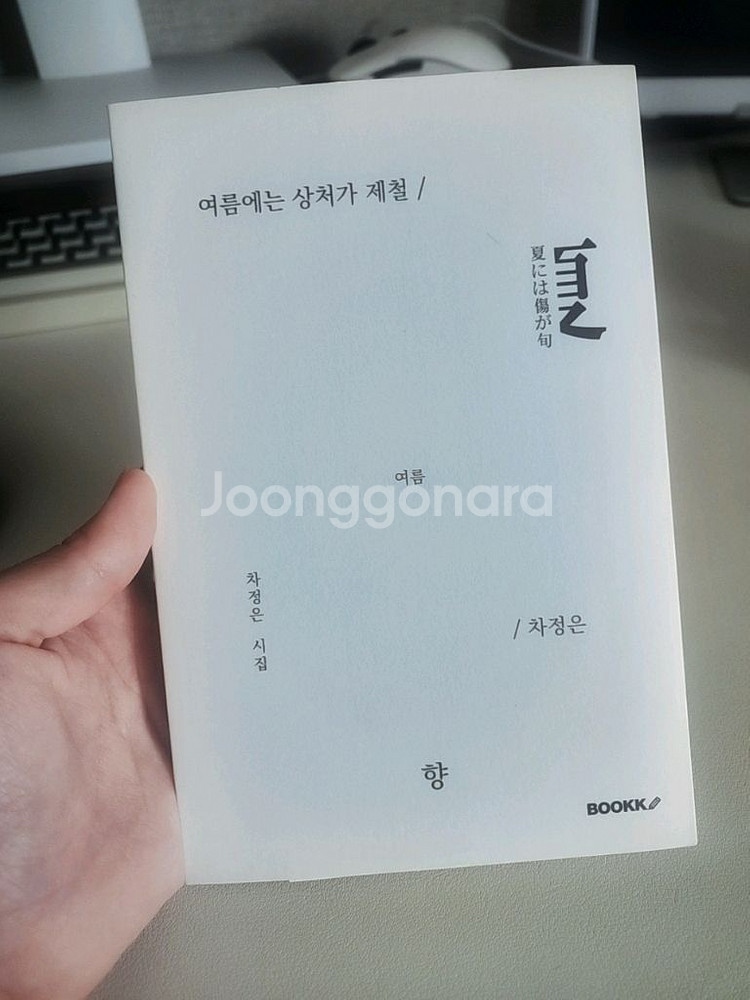 여름에는 상처가 제철 /
夏
夏には傷が旬
여름
Joonggonara
차정은 시집
/ 차정은
향
BOOKK